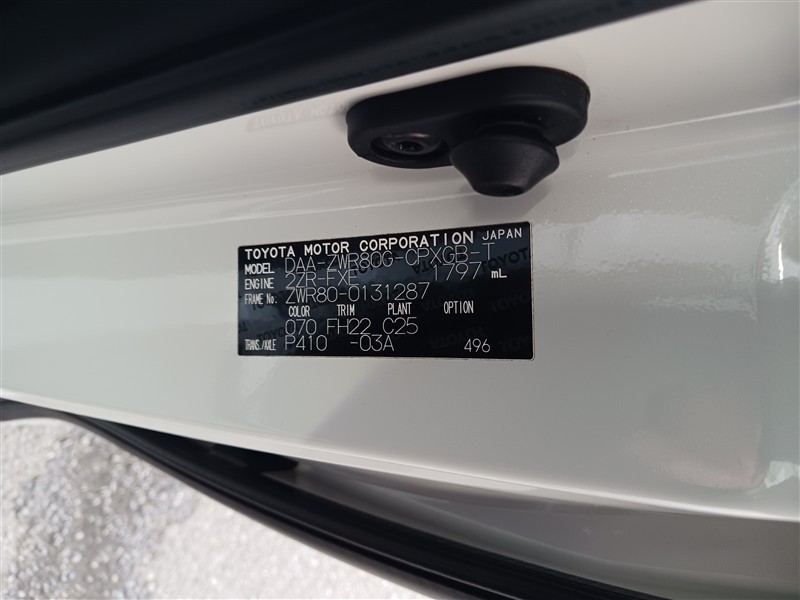 TOYOTA MOTOR CORPORATION JAPAN
MODEL DAA-ZWR80G-CPXGB-T
ENGINE 2ZR-FXE 1797 mL
FRAME No. ZWR80-0131287
COLOR TRIM PLANT OPTION
070 FH22 C25
TRANS./AXLE P410 -03A 496